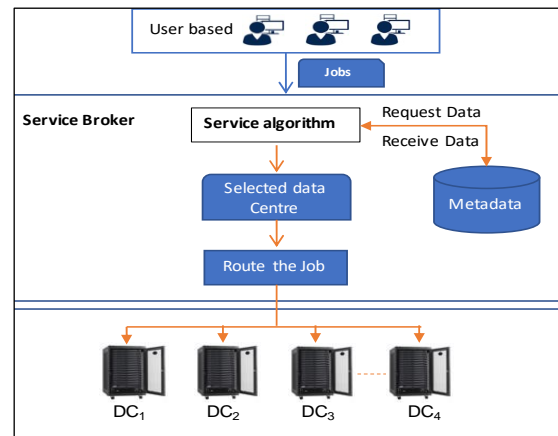 User based
Jobs
Service Broker
Service algorithm
Request Data
Receive Data
Selected data
Centre
Metadata
Route the Job
DC₁
DC₂
DC₃
DC₄